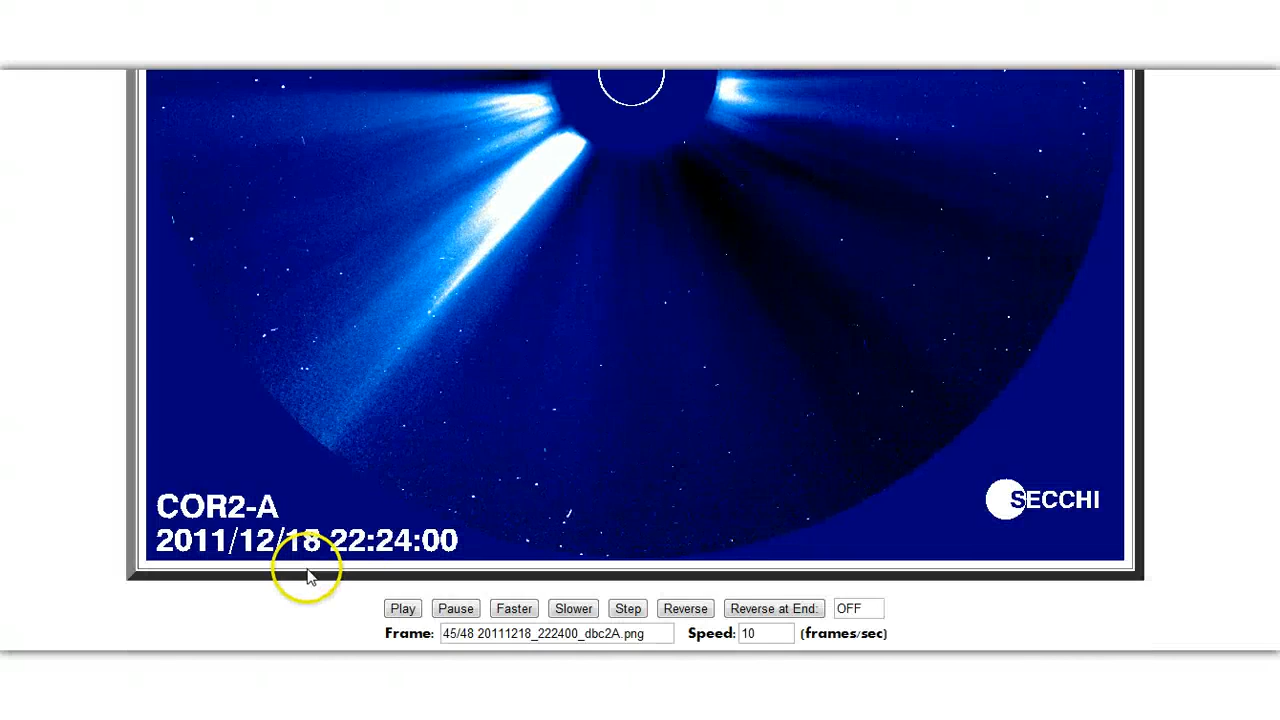 COR2-A
2011/12/18 22:24:00
SECCHI
Play Pause Faster Slower Step Reverse Reverse at End: OFF
Frame: 45/48 20111218_222400_dbc2A.png Speed: 10 (frames/sec)